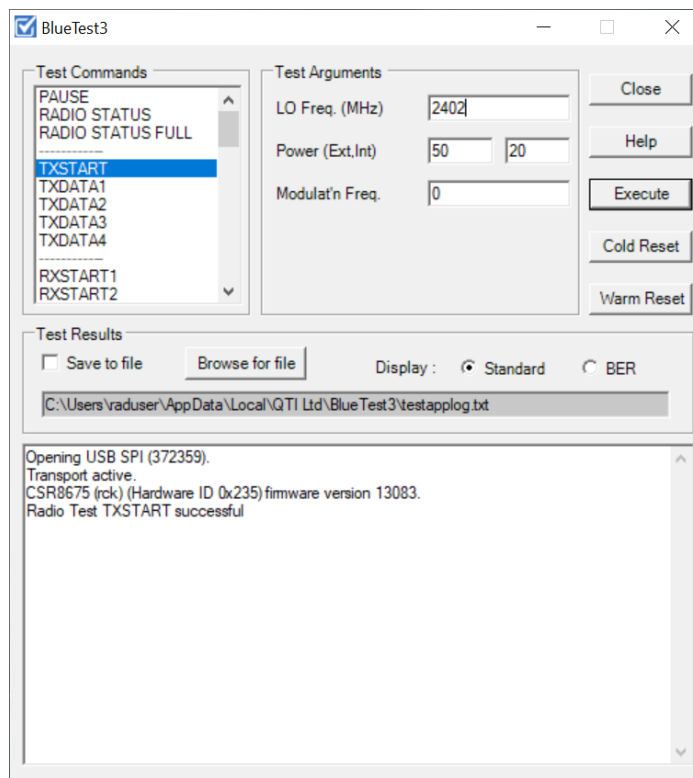 BlueTest3
Test Commands
PAUSE
RADIO STATUS
RADIO STATUS FULL
------------
TXSTART
TXDATA1
TXDATA2
TXDATA3
TXDATA4
------------
RXSTART1
RXSTART2
Test Arguments
LO Freq. (MHz) 2402
Power (Ext,Int) 50 20
Modulat'n Freq. 0
Close
Help
Execute
Cold Reset
Warm Reset
Test Results
Save to file Browse for file Display : Standard BER
C:\Users\raduser\AppData\Local\QTI Ltd\BlueTest3\testapplog.txt
Opening USB SPI (372359).
Transport active.
CSR8675 (rck) (Hardware ID 0x235) firmware version 13083.
Radio Test TXSTART successful